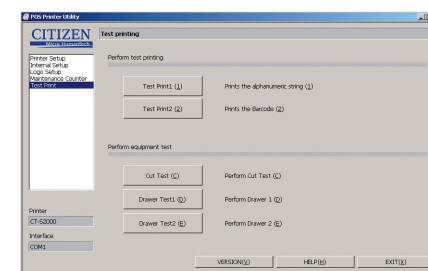 POS Printer Utility
CITIZEN
Micro HumanTech
Test printing
Printer Setup
Internal Setup
Logo Setup
Maintenance Counter
Test Print
Perform test printing.
Test Print1 (1)
Prints the alphanumeric string (1)
Test Print2 (2)
Prints the Barcode (2)
Perform equipment test
Cut Test (C)
Perform Cut Test (C)
Drawer Test1 (D)
Perform Drawer 1 (D)
Drawer Test2 (E)
Perform Drawer 2 (E)
Printer
CT-S2000
Interface
COM1
VERSION(V)
HELP(H)
EXIT(X)